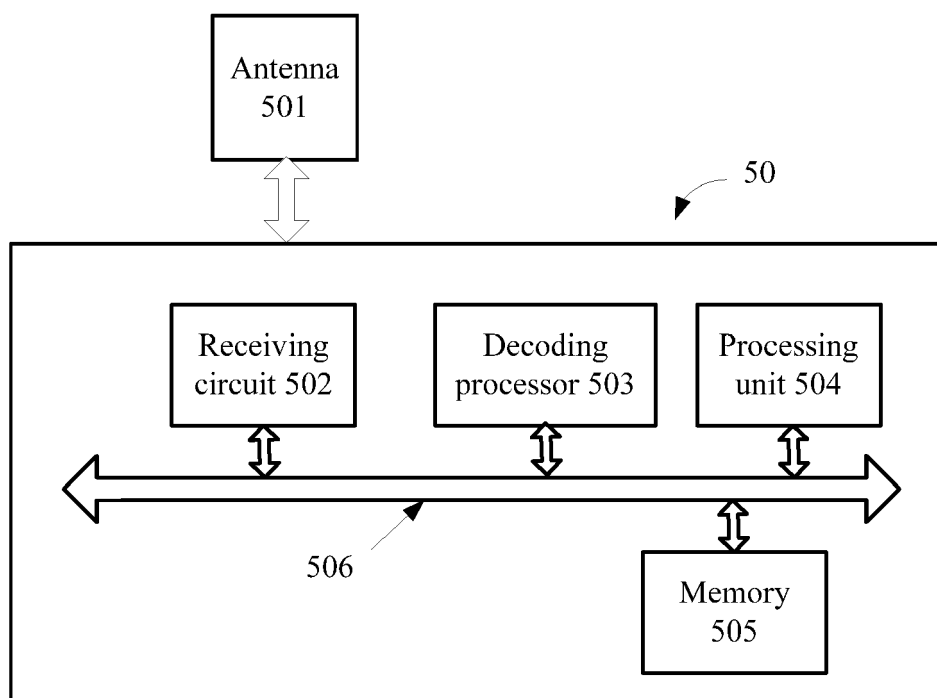 Antenna
501
50
Receiving
circuit 502
Decoding
processor 503
Processing
unit 504
506
Memory
505